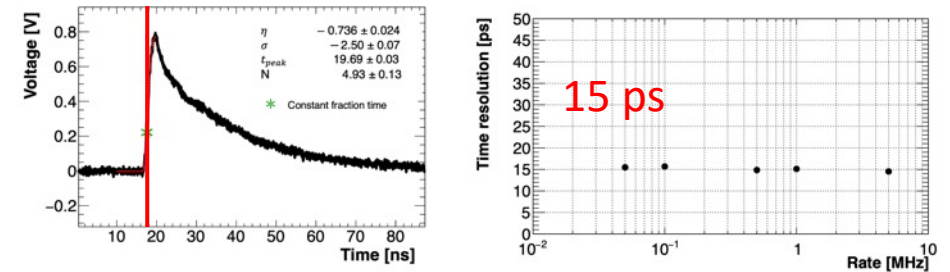 Voltage [V]
0.8
0.6
0.4
0.2
0
−0.2
η − 0.736 ± 0.024
σ −2.50 ± 0.07
t_peak 19.69 ± 0.03
N 4.93 ± 0.13
Constant fraction time
10 20 30 40 50 60 70 80
Time [ns]
Time resolution [ps]
50
45
40
35
30
25
20
15
10
5
0
15 ps
10⁻² 10⁻¹ 1 10
Rate [MHz]